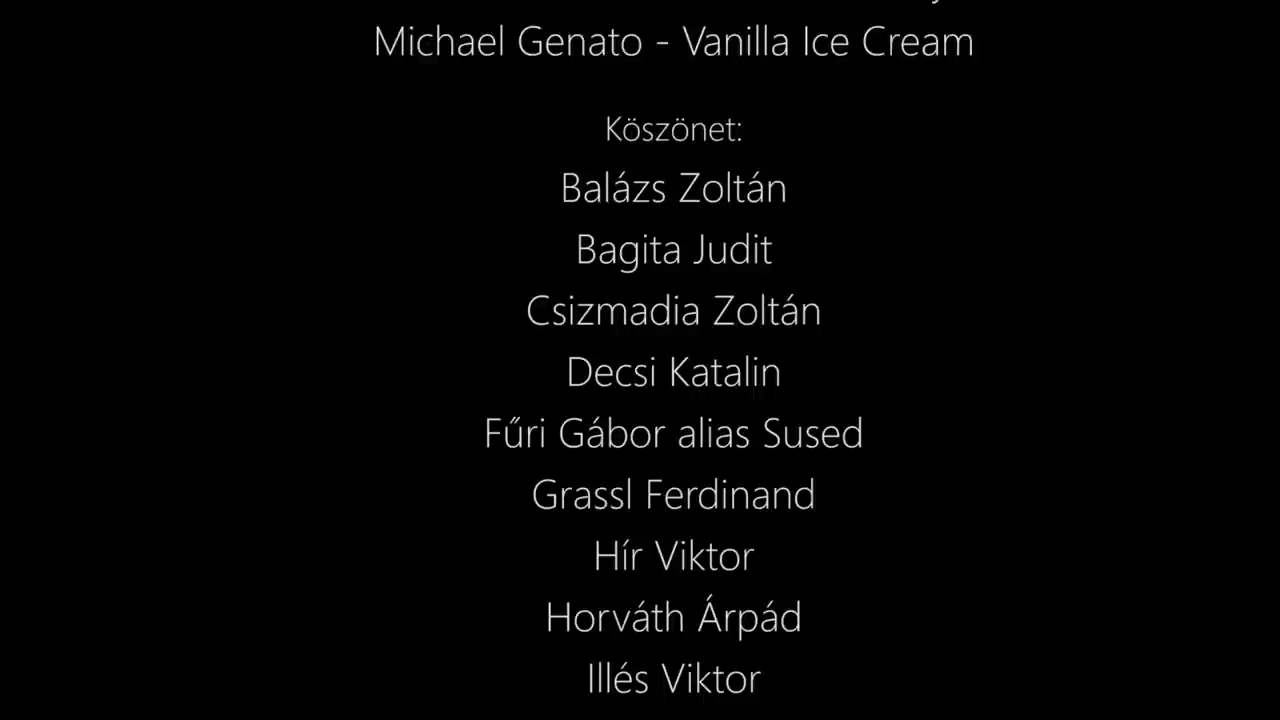 Michael Genato - Vanilla Ice Cream
Köszönet:
Balázs Zoltán
Bagita Judit
Csizmadia Zoltán
Decsi Katalin
Fűri Gábor alias Sused
Grassl Ferdinand
Hír Viktor
Horváth Árpád
Illés Viktor